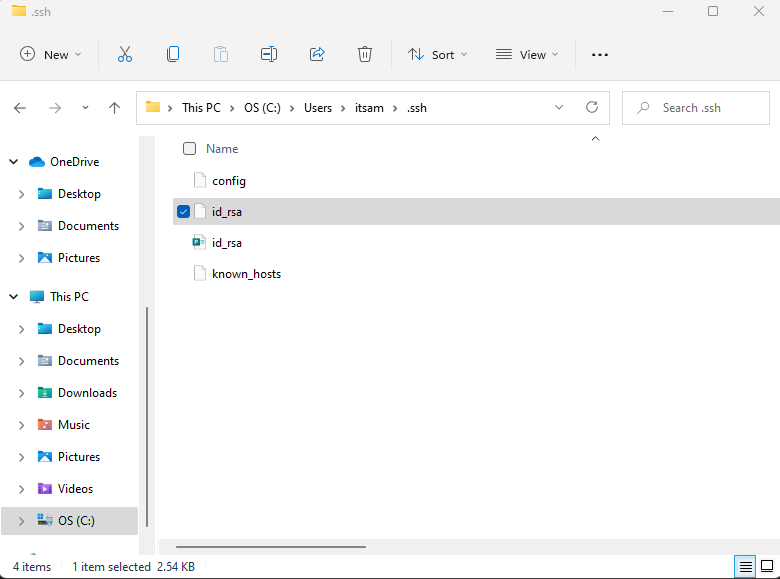 .ssh
New
Sort
View
This PC
OS (C:)
Users
itsam
.ssh
Search .ssh
OneDrive
Desktop
Documents
Pictures
This PC
Desktop
Documents
Downloads
Music
Pictures
Videos
OS (C:)
Name
config
id_rsa
id_rsa
known_hosts
4 items
1 item selected 2.54 KB